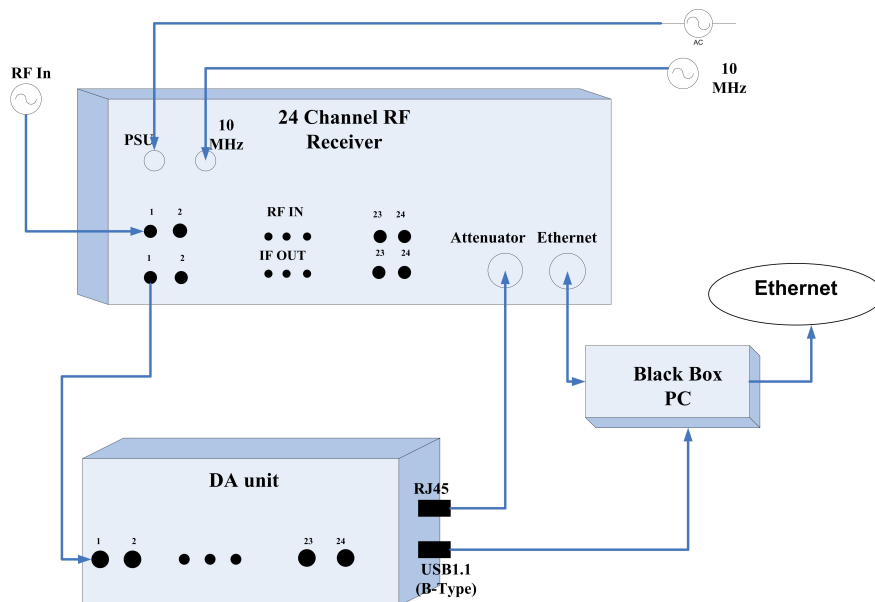 AC
RF In
10
MHz
24 Channel RF
Receiver
PSU
10
MHz
1 2
RF IN
23 24
Attenuator
Ethernet
1 2
IF OUT
23 24
Ethernet
Black Box
PC
DA unit
RJ45
1 2
23 24
USB1.1
(B-Type)